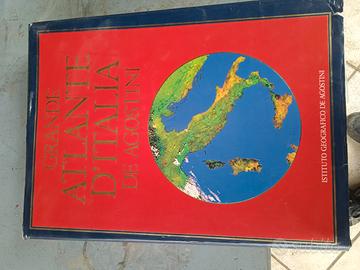 GRANDE
ATLANTE
D'ITALIA
DE AGOSTINI
ISTITUTO GEOGRAFICO DE AGOSTINI